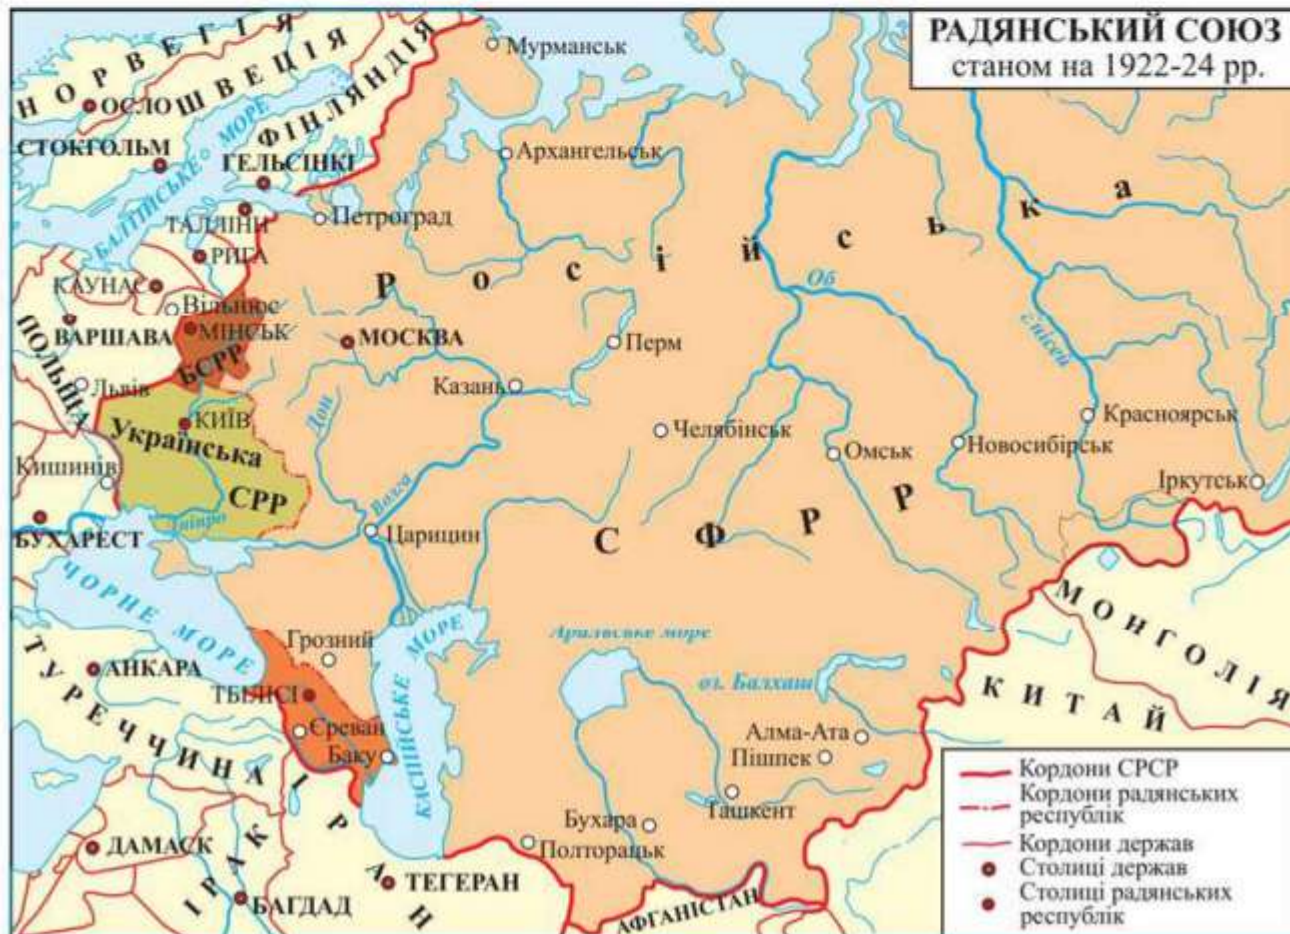 РАДЯНСЬКИЙ СОЮЗ
станом на 1922-24 рр.
НОРВЕГІЯ
ШВЕЦІЯ
ФІНЛЯНДІЯ
Мурманськ
ОСЛО
СТОКГОЛЬМ
БАЛТІЙСЬКЕ МОРЕ
ГЕЛЬСІНКІ
Архангельськ
ТАЛЛІНН
Петроград
РИГА
КАУНАС
Вільнюс
Російська
Об
Єнісей
ПОЛЬЩА
ВАРШАВА
МІНСЬК
БСРР
МОСКВА
Перм
Казань
Львів
КИЇВ
Українська
СРР
Дон
Челябінськ
Омськ
Новосибірськ
Красноярськ
Іркутськ
Кишинів
Дніпро
Волга
Царицин
СФРР
БУХАРЕСТ
ЧОРНЕ МОРЕ
МОНГОЛІЯ
КИТАЙ
Грозний
КАСПІЙСЬКЕ МОРЕ
Аральське море
оз. Балхаш
АНКАРА
ТУРЕЧЧИНА
ТБІЛІСІ
Єреван
Баку
Алма-Ата
Пішпек
Ташкент
Бухара
Полторацьк
ІРАН
ІРАК
ДАМАСК
БАГДАД
ТЕГЕРАН
АФГАНІСТАН
Кордони СРСР
Кордони радянських
республік
Кордони держав
Столиці держав
Столиці радянських
республік